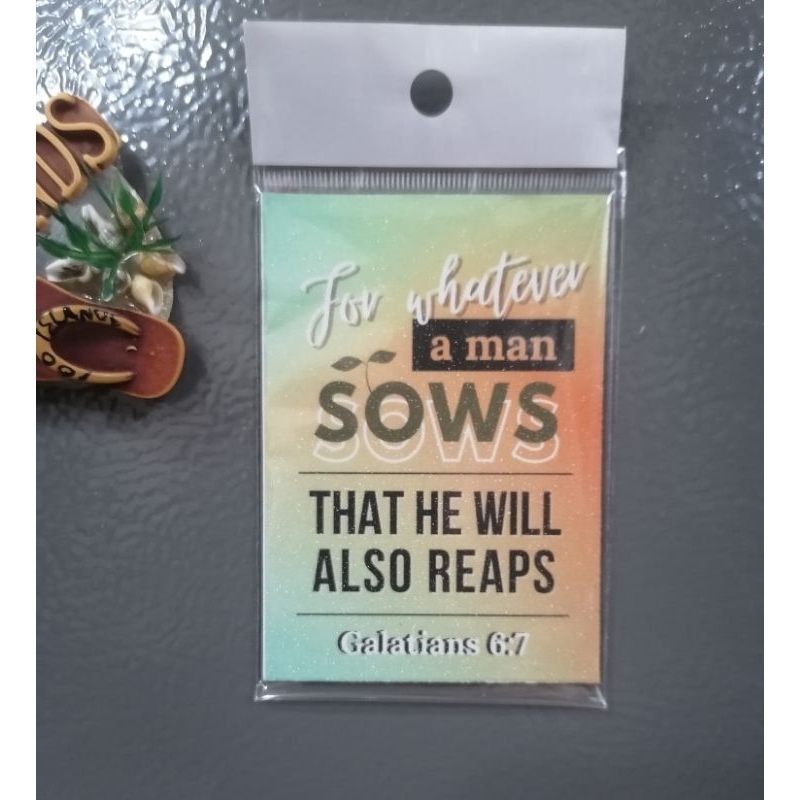 For whatever
a man
SOWS
THAT HE WILL
ALSO REAPS
Galatians 6:7